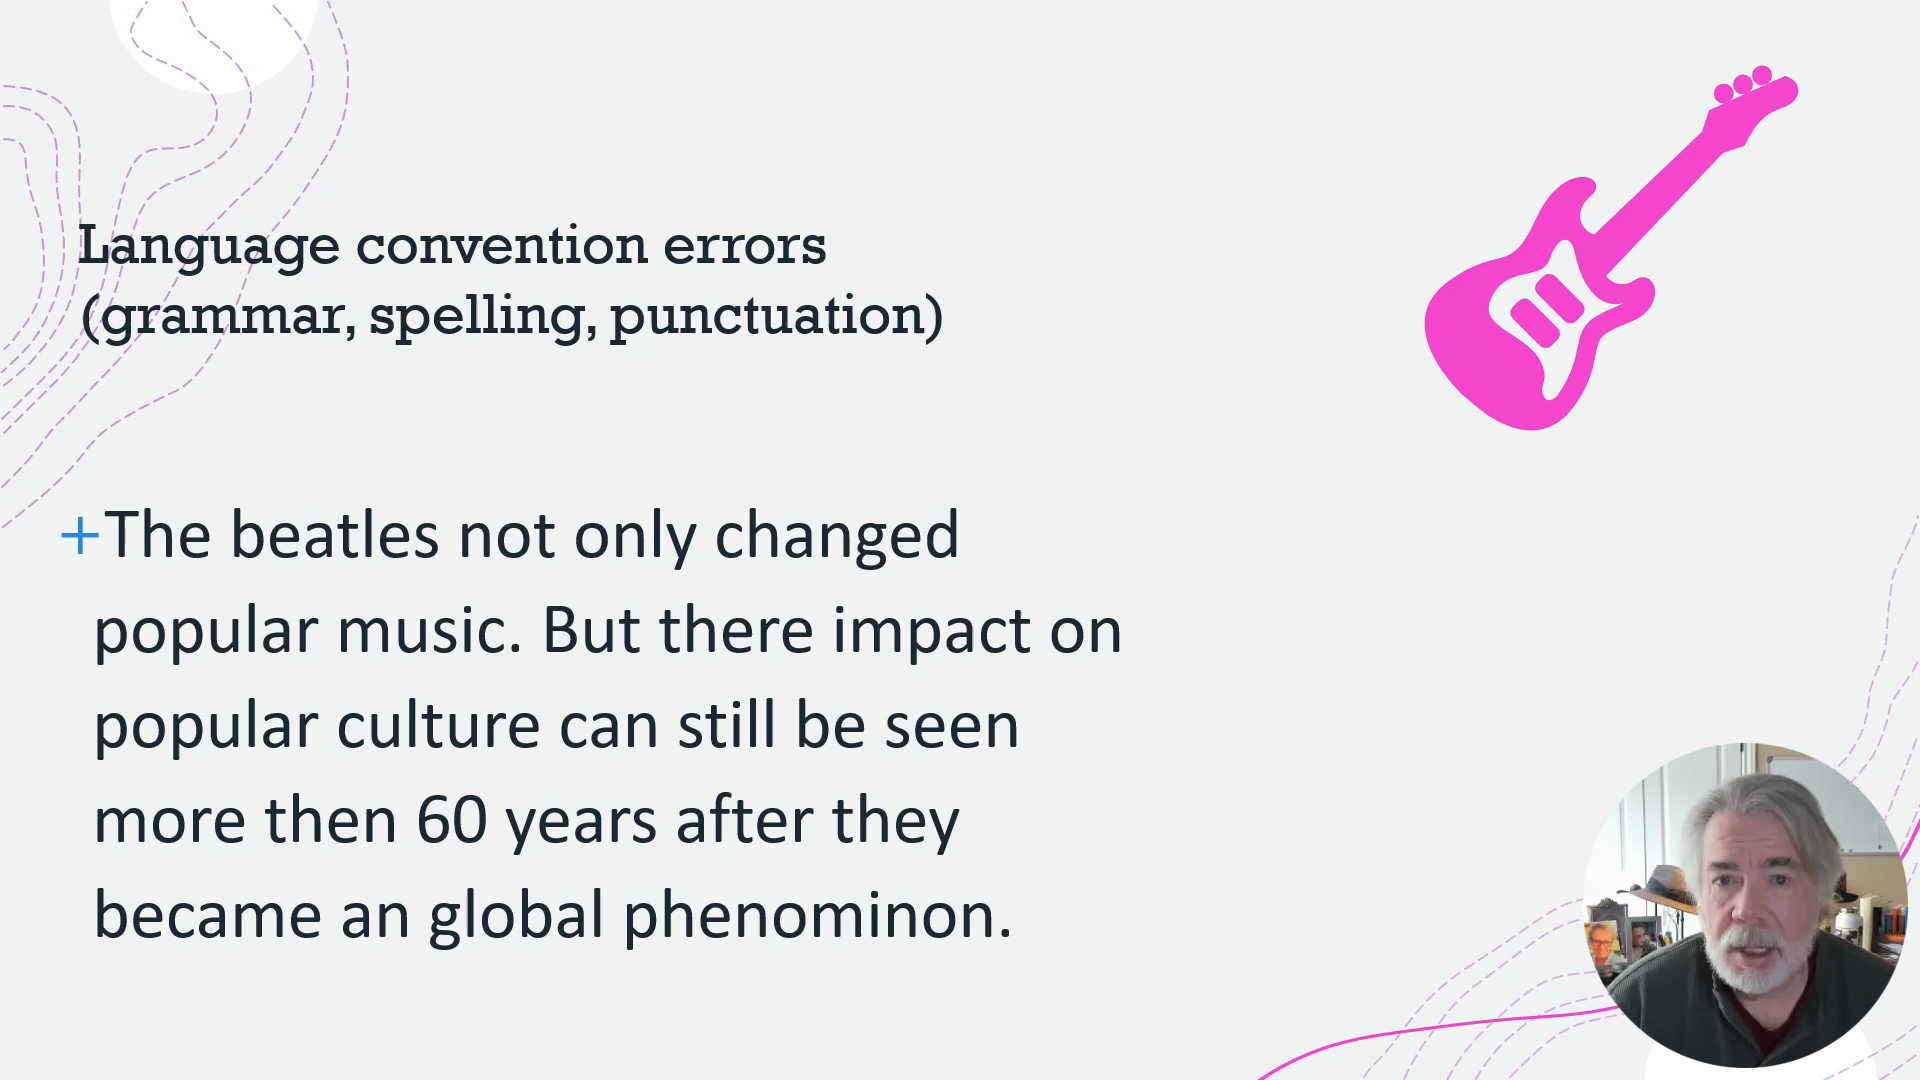 Language convention errors
(grammar, spelling, punctuation)
+The beatles not only changed
popular music. But there impact on
popular culture can still be seen
more then 60 years after they
became an global phenominon.